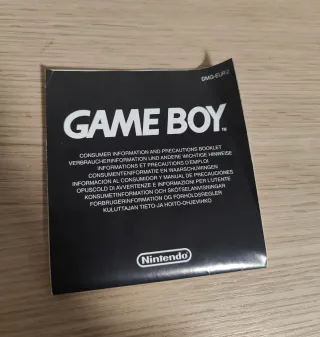 DMG-EUR-2
GAME BOY™
CONSUMER INFORMATION AND PRECAUTIONS BOOKLET
VERBRAUCHERINFORMATION UND ANDERE WICHTIGE HINWEISE
INFORMATIONS ET PRECAUTIONS D'EMPLOI
CONSUMENTENINFORMATIE EN WAARSCHUWINGEN
INFORMACION AL CONSUMIDOR Y MANUAL DE PRECAUCIONES
OPUSCOLO DI AVVERTENZE E INFORMAZIONI PER L'UTENTE
KONSUMENTINFORMATION OCH SKÖTSELANVISNINGAR
FORBRUGERINFORMATION OG FORHOLDSREGLER
KULUTTAJAN TIETO-JA HOITO-OHJEVIHKO
Nintendo